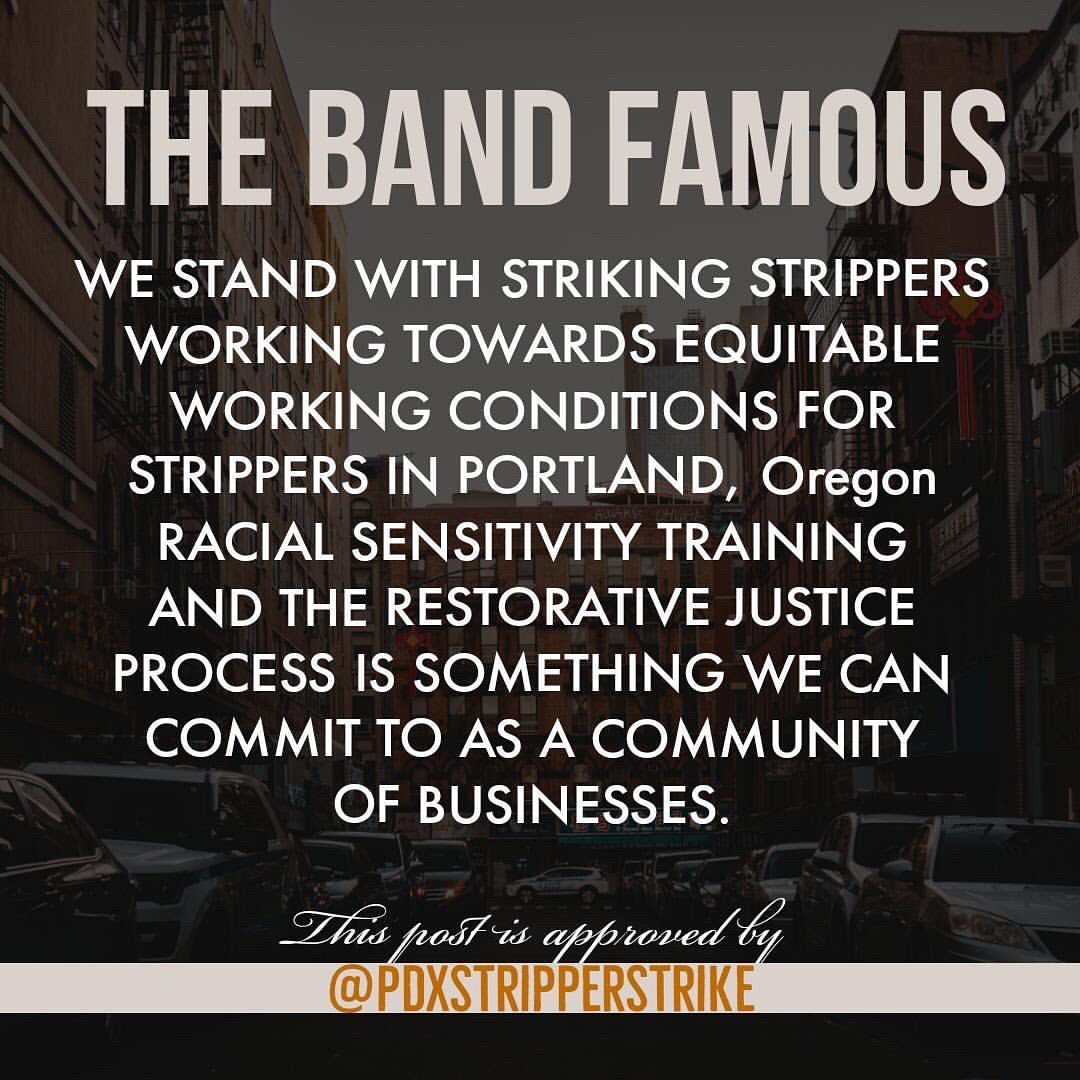 THE BAND FAMOUS
WE STAND WITH STRIKING STRIPPERS
WORKING TOWARDS EQUITABLE
WORKING CONDITIONS FOR
STRIPPERS IN PORTLAND, Oregon
RACIAL SENSITIVITY TRAINING
AND THE RESTORATIVE JUSTICE
PROCESS IS SOMETHING WE CAN
COMMIT TO AS A COMMUNITY
OF BUSINESSES.
This post is approved by
@PDXSTRIPPERSTRIKE